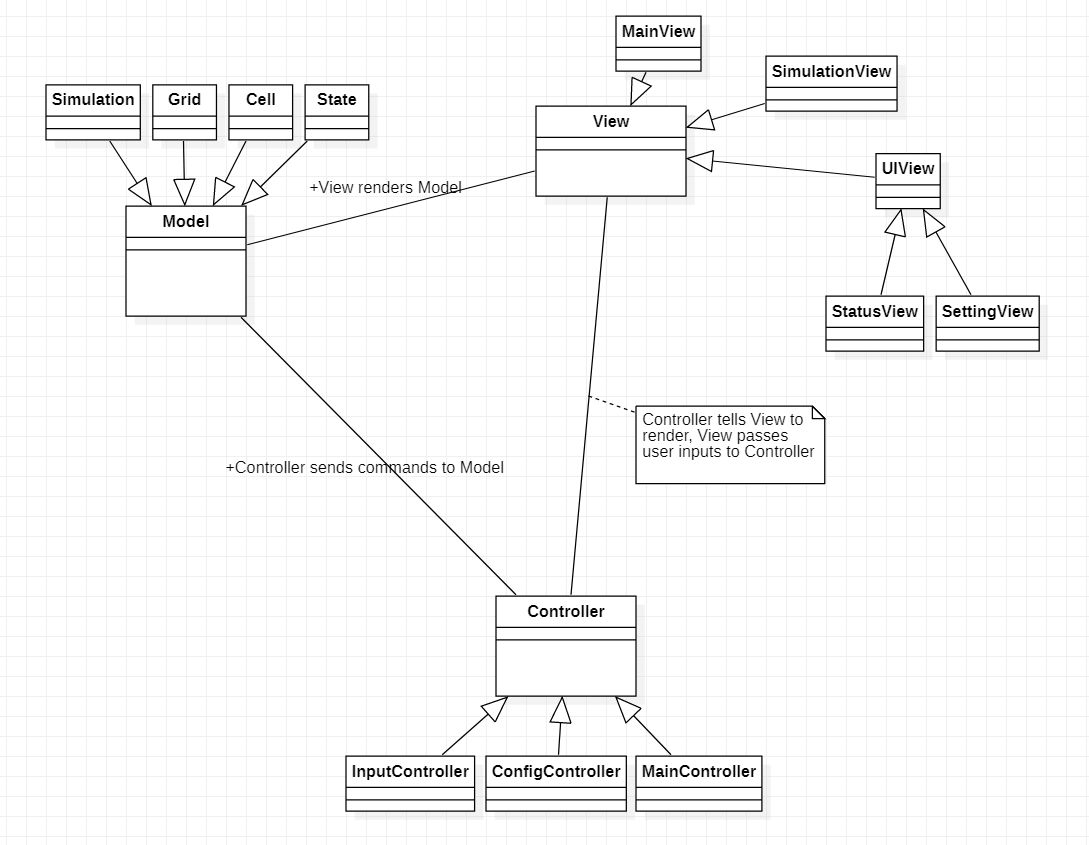 MainView
SimulationView
Simulation
Grid
Cell
State
View
UIView
+View renders Model
Model
StatusView
SettingView
Controller tells View to
render, View passes
user inputs to Controller
+Controller sends commands to Model
Controller
InputController
ConfigController
MainController